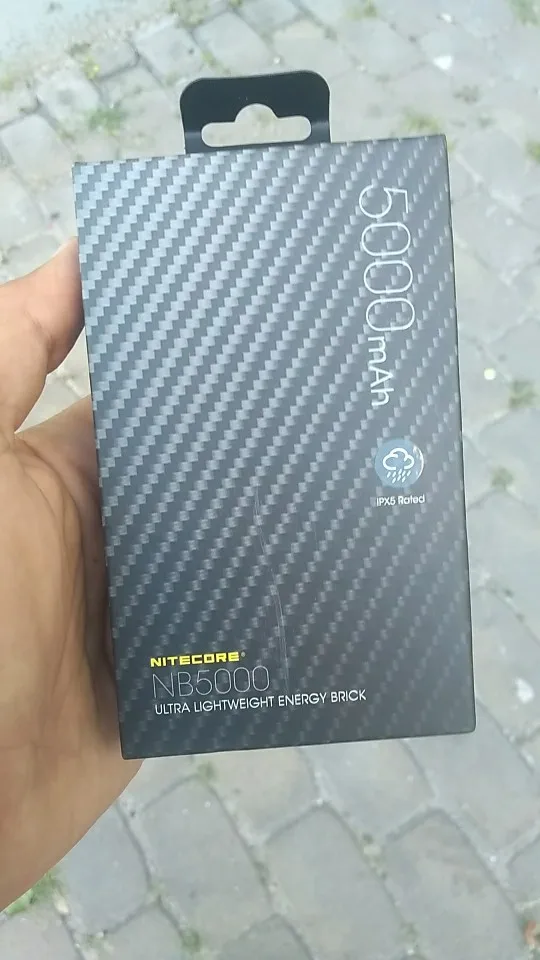 5000mAh
IPX5 Rated
NITECORE®
NB5000
ULTRA LIGHTWEIGHT ENERGY BRICK